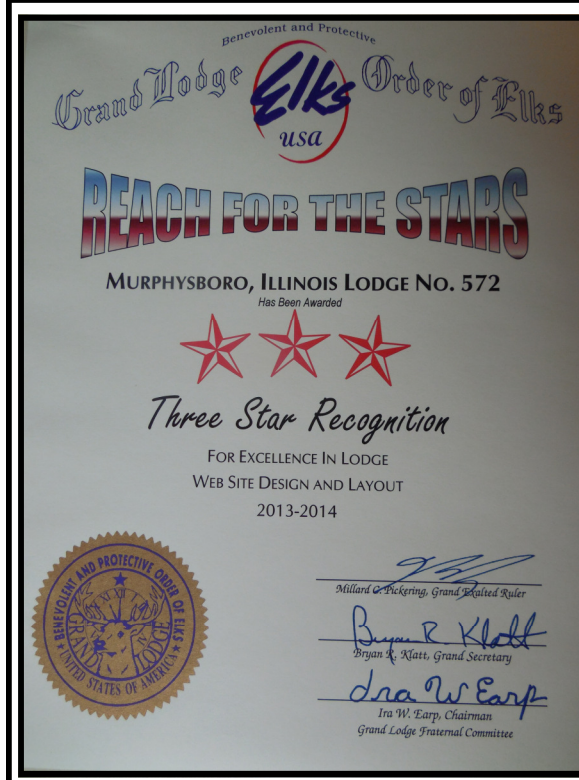 Benevolent and Protective
Grand Lodge Elks Order of Elks
USA
REACH FOR THE STARS
MURPHYSBORO, ILLINOIS LODGE NO. 572
Has Been Awarded
Three Star Recognition
FOR EXCELLENCE IN LODGE
WEB SITE DESIGN AND LAYOUT
2013-2014
Millard C. Pickering, Grand Exalted Ruler
Bryan R. Klatt
Bryan R. Klatt, Grand Secretary
Ira W Earp
Ira W. Earp, Chairman
Grand Lodge Fraternal Committee
BENEVOLENT AND PROTECTIVE ORDER OF ELKS
GRAND LODGE
UNITED STATES OF AMERICA